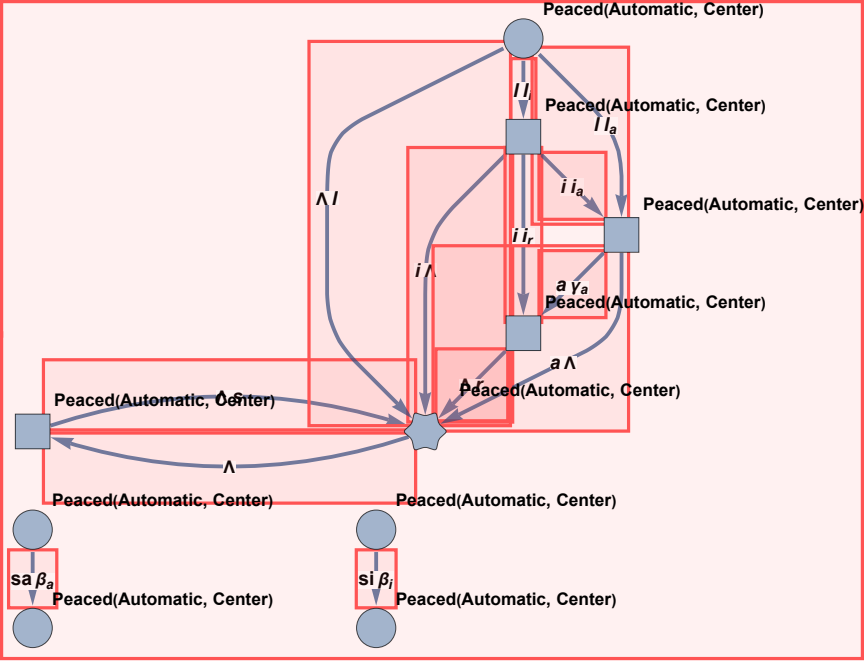 Peaced(Automatic, Center)
l lᵢ
Peaced(Automatic, Center)
l lₐ
i iₐ
Λ l
Peaced(Automatic, Center)
i iᵣ
i Λ
a γₐ
Peaced(Automatic, Center)
a Λ
Λ r
Peaced(Automatic, Center)
Λ s
Peaced(Automatic, Center)
Λ
Peaced(Automatic, Center)
Peaced(Automatic, Center)
sa βₐ
si βᵢ
Peaced(Automatic, Center)
Peaced(Automatic, Center)